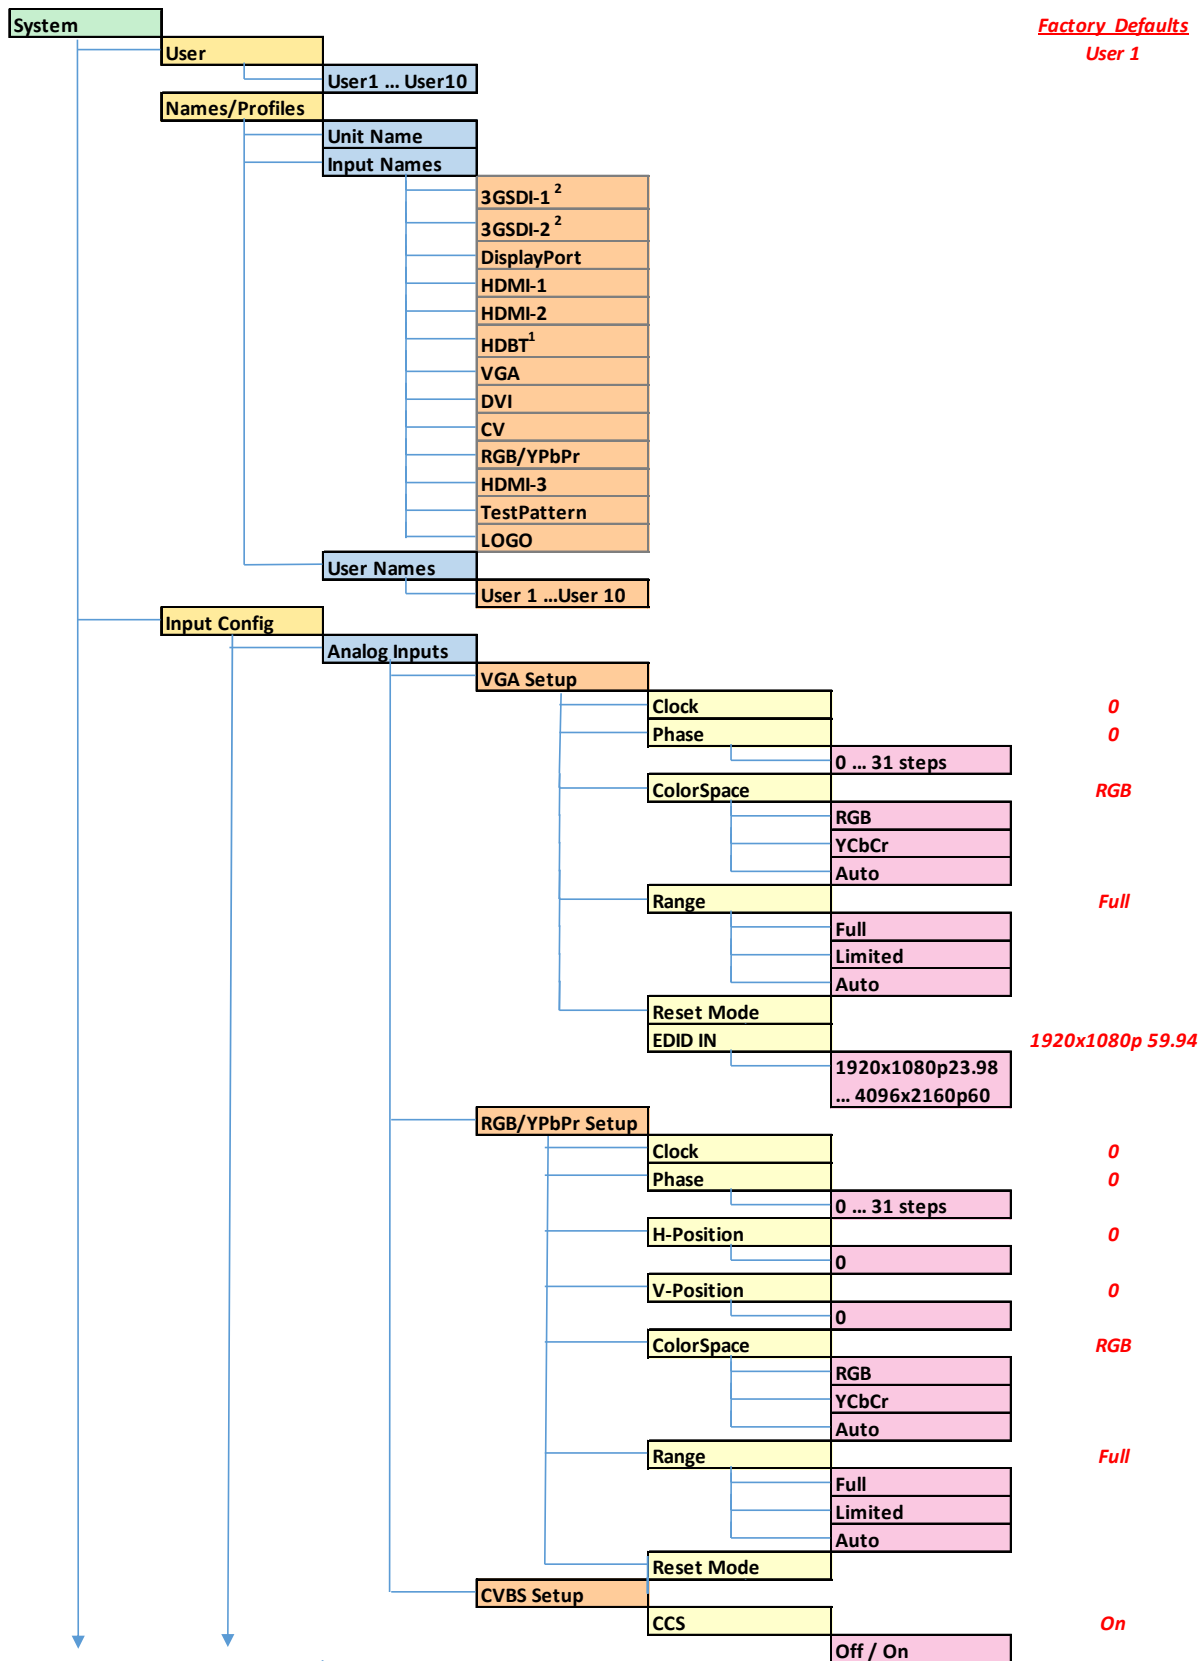 System
Factory Defaults
User
User 1
User1 ... User10
Names/Profiles
Unit Name
Input Names
3GSDI-1 2
3GSDI-2 2
DisplayPort
HDMI-1
HDMI-2
HDBT1
VGA
DVI
CV
RGB/YPbPr
HDMI-3
TestPattern
LOGO
User Names
User 1 ...User 10
Input Config
Analog Inputs
VGA Setup
Clock 0
Phase 0
0 ... 31 steps
ColorSpace RGB
RGB
YCbCr
Auto
Range Full
Full
Limited
Auto
Reset Mode
EDID IN 1920x1080p 59.94
1920x1080p23.98
... 4096x2160p60
RGB/YPbPr Setup
Clock 0
Phase 0
0 ... 31 steps
H-Position 0
0
V-Position 0
0
ColorSpace RGB
RGB
YCbCr
Auto
Range Full
Full
Limited
Auto
Reset Mode
CVBS Setup
CCS On
Off / On